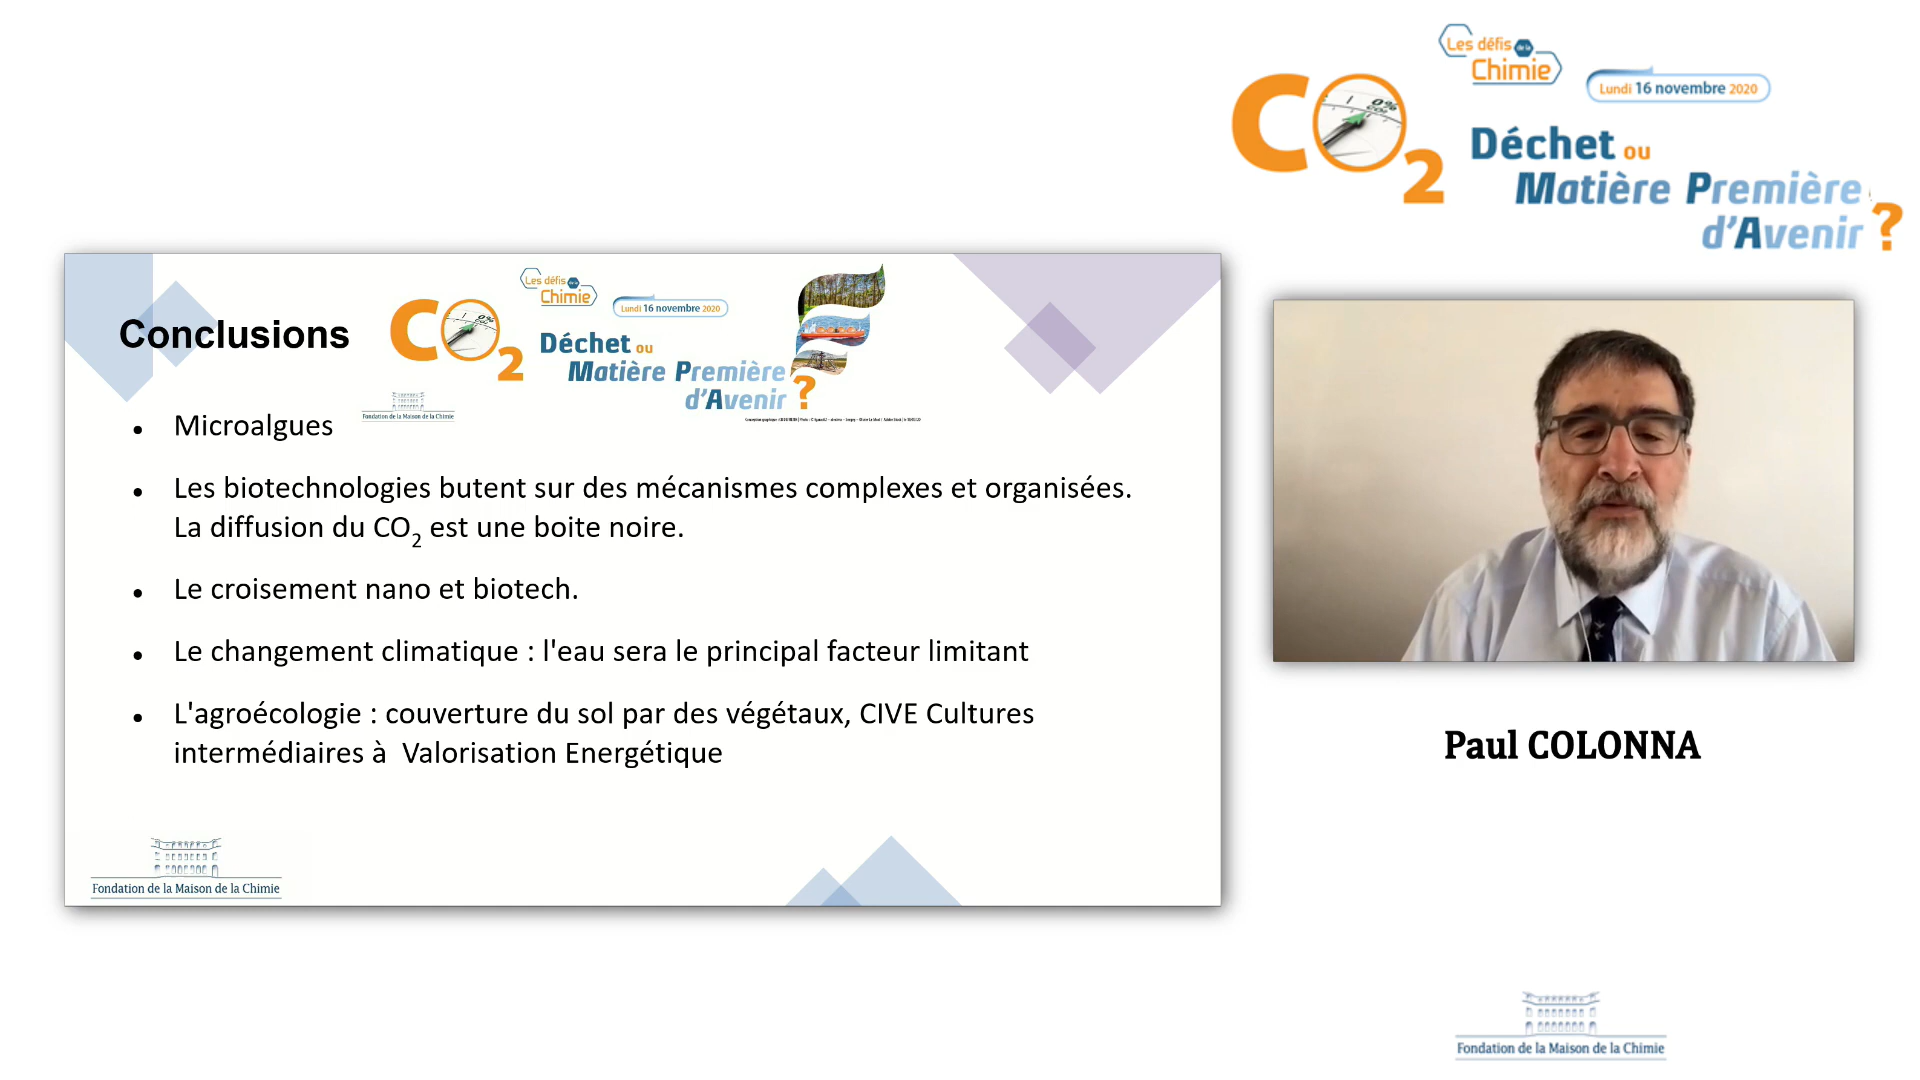 Les défis de la
Chimie
Lundi 16 novembre 2020
CO2
0%
Déchet ou
Matière Première
d'Avenir ?
Conclusions
Les défis de la
Chimie
Lundi 16 novembre 2020
CO2
0%
Déchet ou
Matière Première
d'Avenir ?
Fondation de la Maison de la Chimie
• Microalgues
• Les biotechnologies butent sur des mécanismes complexes et organisées.
La diffusion du CO2 est une boite noire.
• Le croisement nano et biotech.
• Le changement climatique : l'eau sera le principal facteur limitant
• L'agroécologie : couverture du sol par des végétaux, CIVE Cultures
intermédiaires à Valorisation Energétique
Fondation de la Maison de la Chimie
Paul COLONNA
Fondation de la Maison de la Chimie